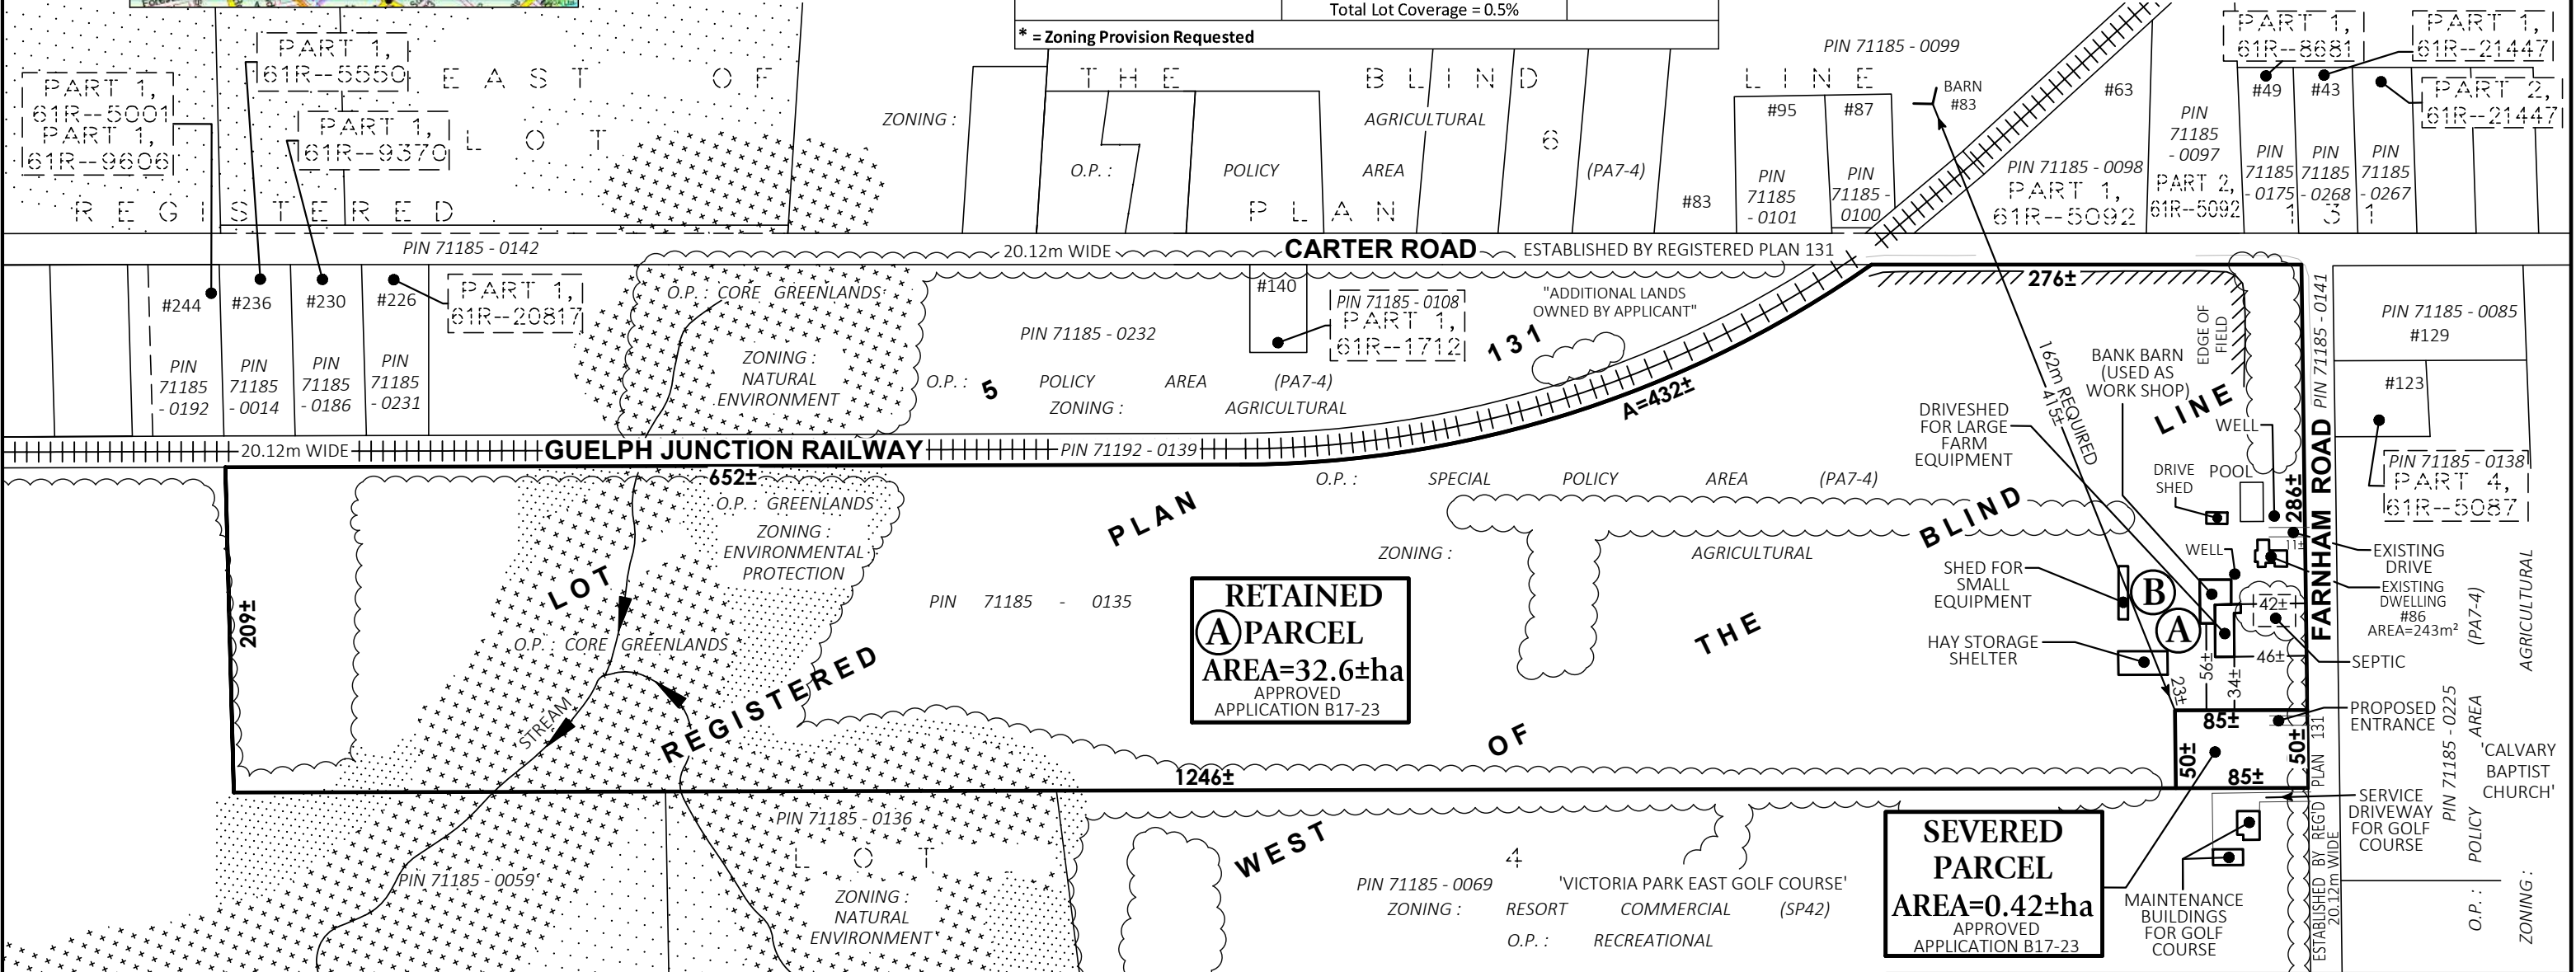 Total Lot Coverage = 0.5%
* = Zoning Provision Requested
PART 1,
61R--5001
PART 1,
61R--9606
PART 1,
61R--5550
PART 1,
61R--9370
EAST OF
LOT
REGISTERED
THE BLIND LINE
ZONING : AGRICULTURAL
6
O.P. : POLICY AREA (PA7-4)
PLAN
#83
#95
PIN
71185
- 0101
#87
PIN
71185 -
0100
PIN 71185 - 0099
BARN
#83
#63
PIN 71185 - 0098
PART 1,
61R--5092
PIN
71185
- 0097
PART 2,
61R--5092
PART 1,
61R--8681
PART 1,
61R--21447
PART 2,
61R--21447
#49
#43
PIN
71185
- 0175
PIN
71185
- 0268
PIN
71185
- 0267
131
PIN 71185 - 0142
20.12m WIDE
CARTER ROAD
ESTABLISHED BY REGISTERED PLAN 131
#244
#236
#230
#226
PIN
71185
- 0192
PIN
71185
- 0014
PIN
71185
- 0186
PIN
71185
- 0231
PART 1,
61R--20817
O.P. : CORE GREENLANDS
ZONING :
NATURAL
ENVIRONMENT
PIN 71185 - 0232
O.P. : 5 POLICY AREA (PA7-4)
ZONING : AGRICULTURAL
#140
PIN 71185 - 0108
PART 1,
61R--1712
131
"ADDITIONAL LANDS
OWNED BY APPLICANT"
A=432±
276±
162m REQUIRED
415±
EDGE OF
FIELD
BANK BARN
(USED AS
WORK SHOP)
DRIVESHED
FOR LARGE
FARM
EQUIPMENT
LINE
WELL
DRIVE
SHED
POOL
286±
FARNHAM ROAD
PIN 71185 - 0141
PIN 71185 - 0085
#129
#123
PIN 71185 - 0138
PART 4,
61R--5087
20.12m WIDE
GUELPH JUNCTION RAILWAY
PIN 71192 - 0139
652±
O.P. : GREENLANDS
ZONING :
ENVIRONMENTAL
PROTECTION
O.P. : SPECIAL POLICY AREA (PA7-4)
PLAN
BLIND
ZONING : AGRICULTURAL
LOT
209±
O.P. : CORE GREENLANDS
PIN 71185 - 0135
RETAINED
A PARCEL
AREA=32.6±ha
APPROVED
APPLICATION B17-23
THE
SHED FOR
SMALL
EQUIPMENT
HAY STORAGE
SHELTER
WELL
B
A
11±
42±
46±
56±
34±
23±
EXISTING
DRIVE
EXISTING
DWELLING
#86
AREA=243m²
SEPTIC
PROPOSED
ENTRANCE
STREAM
REGISTERED
OF
1246±
85±
50±
50±
85±
PIN 71185 - 0136
LOT
PIN 71185 - 0059
ZONING :
NATURAL
ENVIRONMENT
WEST
4
PIN 71185 - 0069 'VICTORIA PARK EAST GOLF COURSE'
ZONING : RESORT COMMERCIAL (SP42)
O.P. : RECREATIONAL
SEVERED
PARCEL
AREA=0.42±ha
APPROVED
APPLICATION B17-23
MAINTENANCE
BUILDINGS
FOR GOLF
COURSE
SERVICE
DRIVEWAY
FOR GOLF
COURSE
ESTABLISHED BY REG'D PLAN 131
20.12m WIDE
PIN 71185 - 0225
'CALVARY
BAPTIST
CHURCH'
O.P. : POLICY AREA (PA7-4)
ZONING : AGRICULTURAL